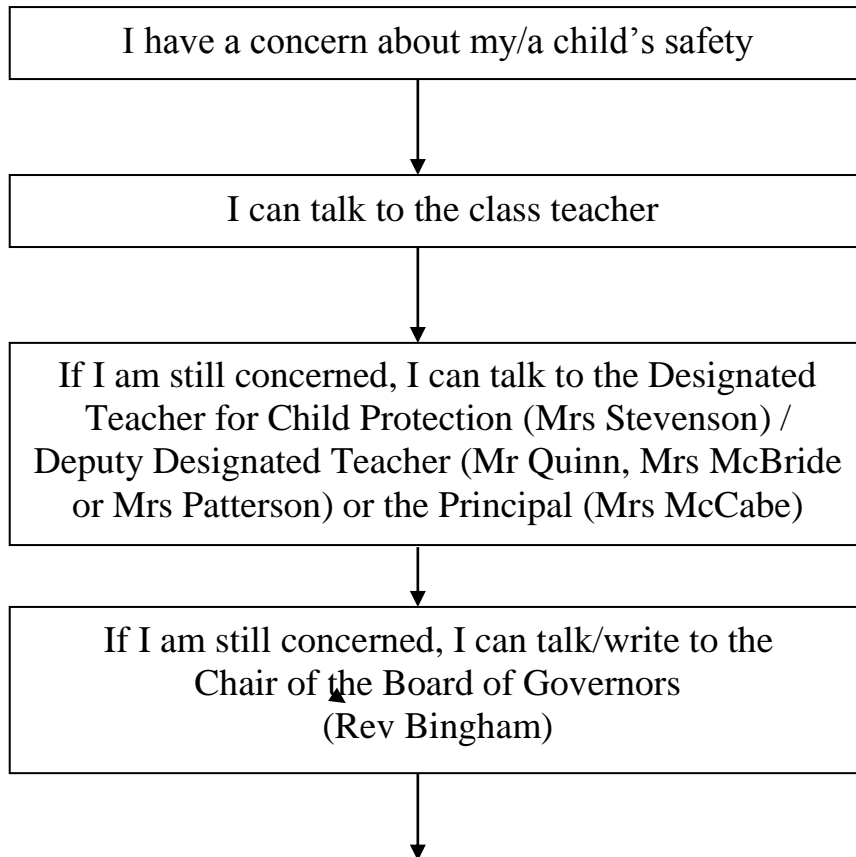 I have a concern about my/a child’s safety
I can talk to the class teacher
If I am still concerned, I can talk to the Designated
Teacher for Child Protection (Mrs Stevenson) /
Deputy Designated Teacher (Mr Quinn, Mrs McBride
or Mrs Patterson) or the Principal (Mrs McCabe)
If I am still concerned, I can talk/write to the
Chair of the Board of Governors
(Rev Bingham)